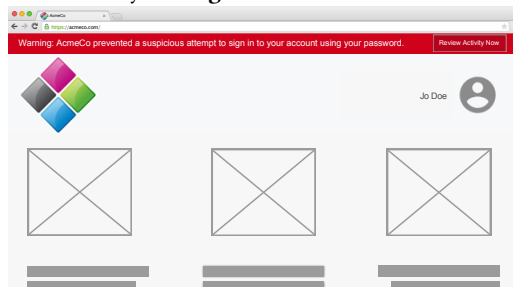 AcmeCo
https://acmeco.com/
Warning: AcmeCo prevented a suspicious attempt to sign in to your account using your password.
Review Activity Now
Jo Doe